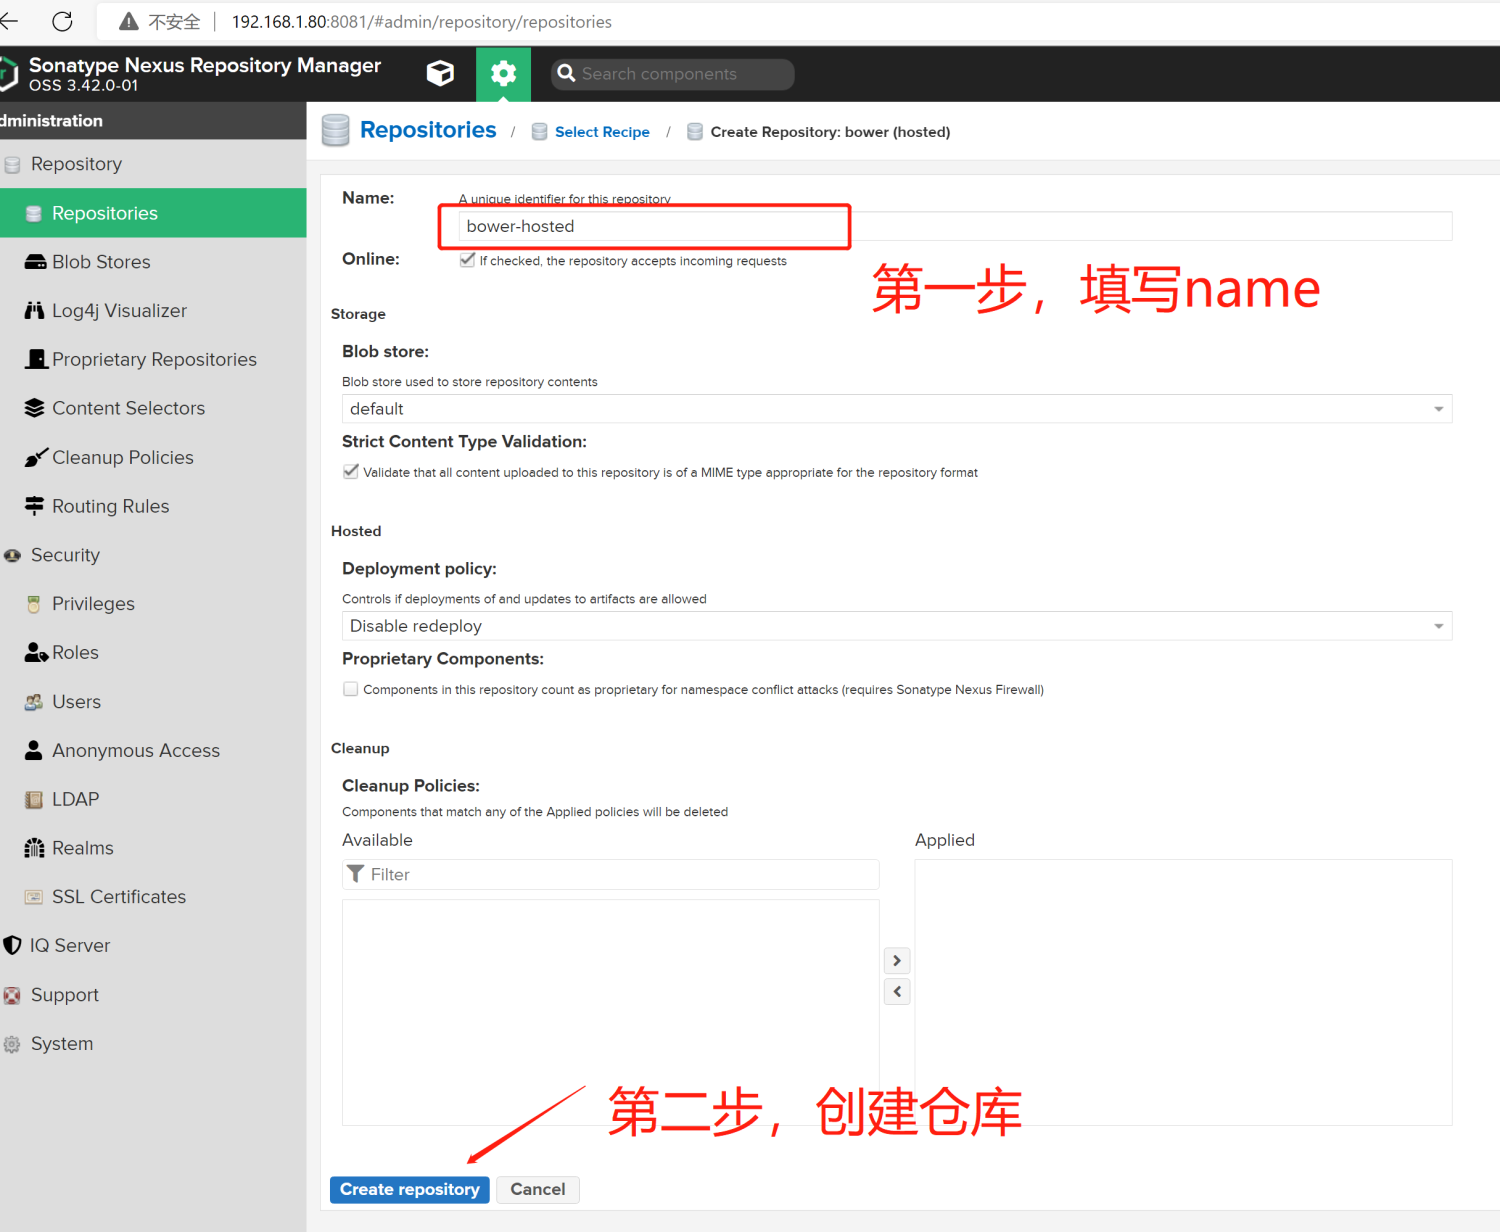 不安全 192.168.1.80:8081/#admin/repository/repositories
Sonatype Nexus Repository Manager
OSS 3.42.0-01
Search components
dministration
Repositories / Select Recipe / Create Repository: bower (hosted)
Repository
Repositories
Blob Stores
Log4j Visualizer
Proprietary Repositories
Content Selectors
Cleanup Policies
Routing Rules
Security
Privileges
Roles
Users
Anonymous Access
LDAP
Realms
SSL Certificates
IQ Server
Support
System
Name:
A unique identifier for this repository
bower-hosted
Online:
If checked, the repository accepts incoming requests
第一步，填写name
Storage
Blob store:
Blob store used to store repository contents
default
Strict Content Type Validation:
Validate that all content uploaded to this repository is of a MIME type appropriate for the repository format
Hosted
Deployment policy:
Controls if deployments of and updates to artifacts are allowed
Disable redeploy
Proprietary Components:
Components in this repository count as proprietary for namespace conflict attacks (requires Sonatype Nexus Firewall)
Cleanup
Cleanup Policies:
Components that match any of the Applied policies will be deleted
Available
Applied
Filter
第二步，创建仓库
Create repository
Cancel